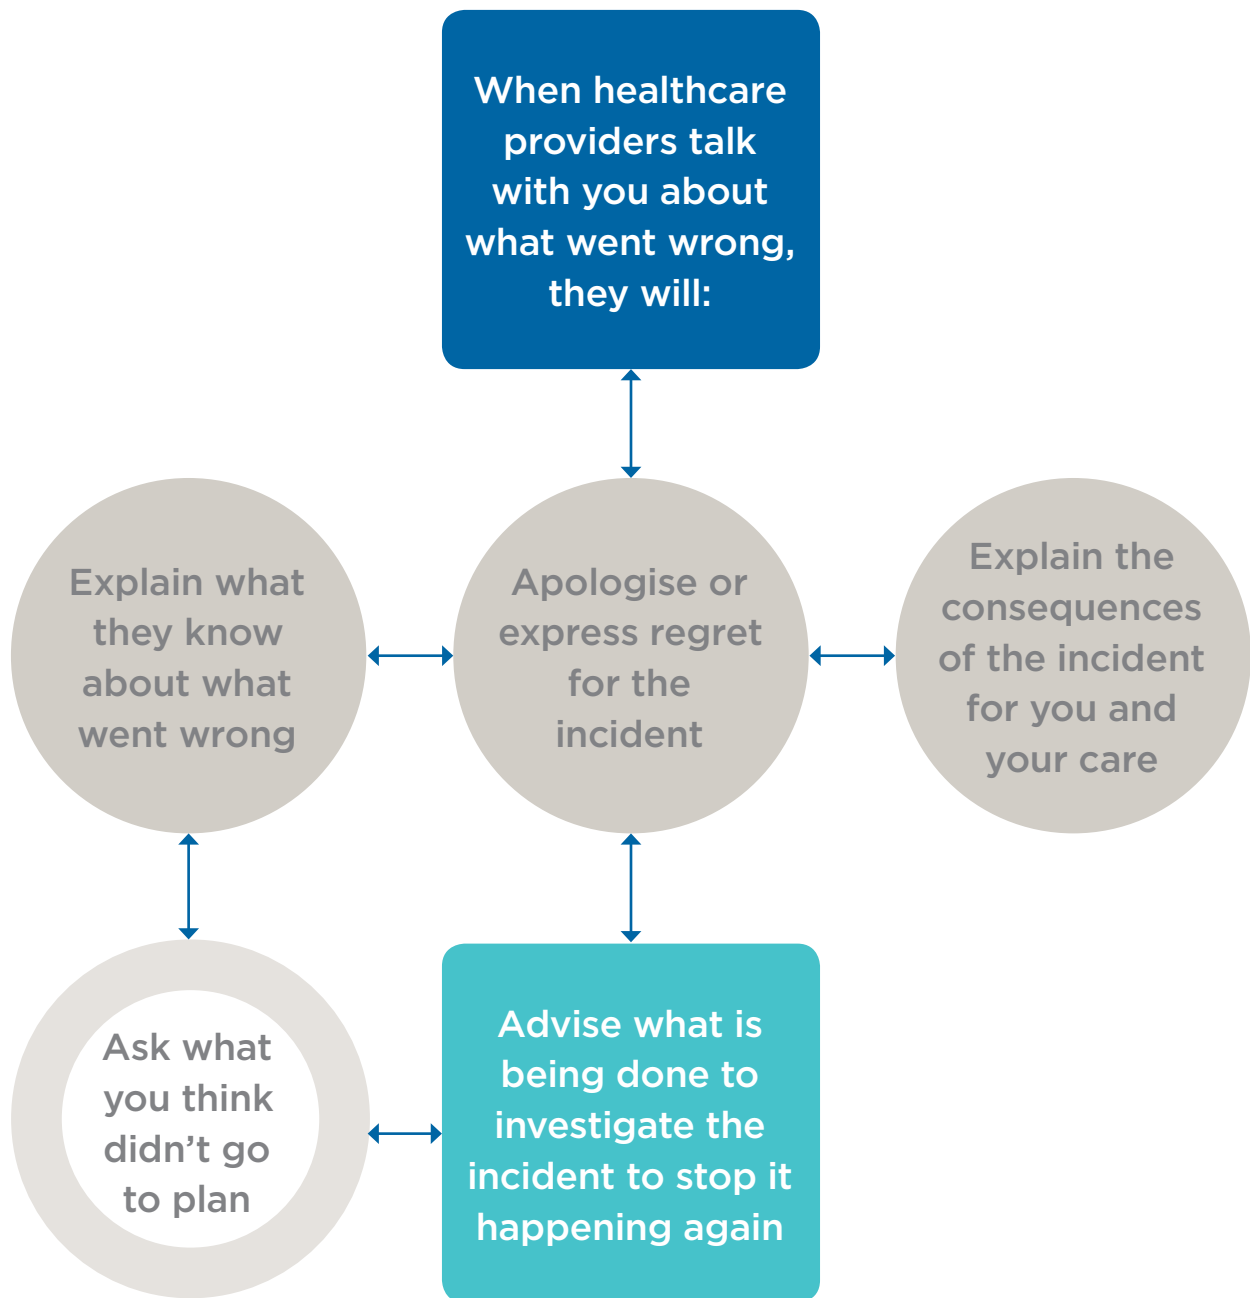 When healthcare
providers talk
with you about
what went wrong,
they will:
Explain what
they know
about what
went wrong
Apologise or
express regret
for the
incident
Explain the
consequences
of the incident
for you and
your care
Ask what
you think
didn’t go
to plan
Advise what is
being done to
investigate the
incident to stop it
happening again